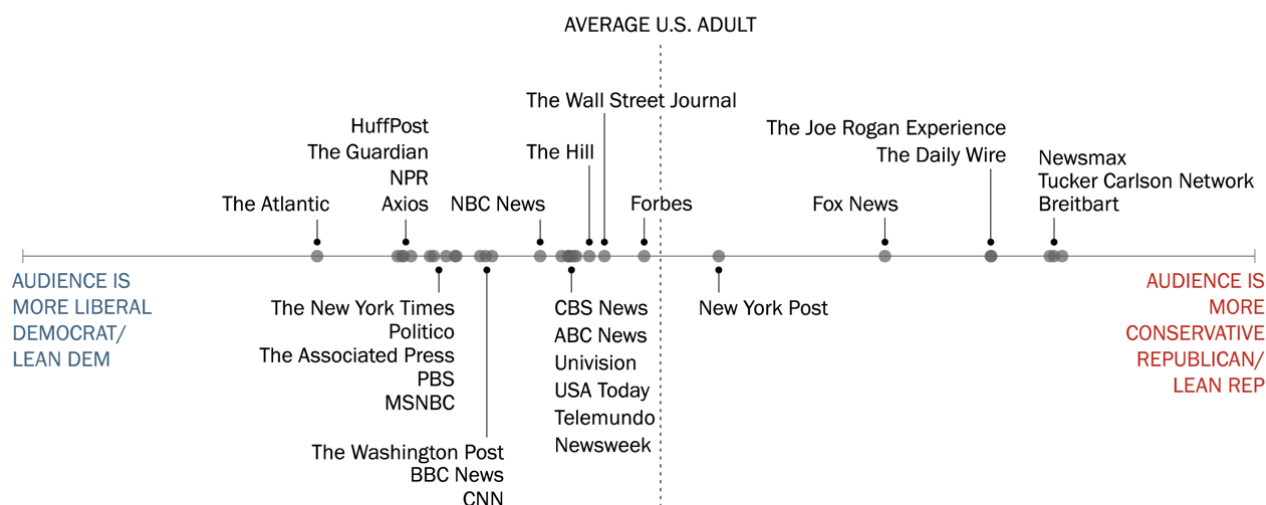 AVERAGE U.S. ADULT
The Wall Street Journal
HuffPost
The Guardian
NPR
Axios
The Hill
The Joe Rogan Experience
The Daily Wire
Newsmax
Tucker Carlson Network
Breitbart
The Atlantic
NBC News
Forbes
Fox News
AUDIENCE IS
MORE LIBERAL
DEMOCRAT/
LEAN DEM
The New York Times
Politico
The Associated Press
PBS
MSNBC
The Washington Post
BBC News
CNN
CBS News
ABC News
Univision
USA Today
Telemundo
Newsweek
New York Post
AUDIENCE IS
MORE
CONSERVATIVE
REPUBLICAN/
LEAN REP